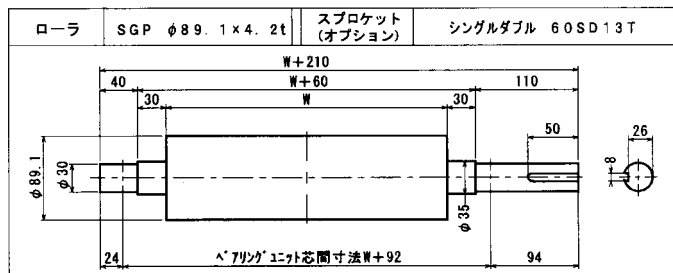 ローラ SGP φ89.1×4.2t スプロケット (オプション) シングルダブル 60SD13T
W+210
40 W+60 110
30 W 30
50 26
φ89.1 φ30 φ35 8
24 ベアリングユニット芯間寸法W+92 94